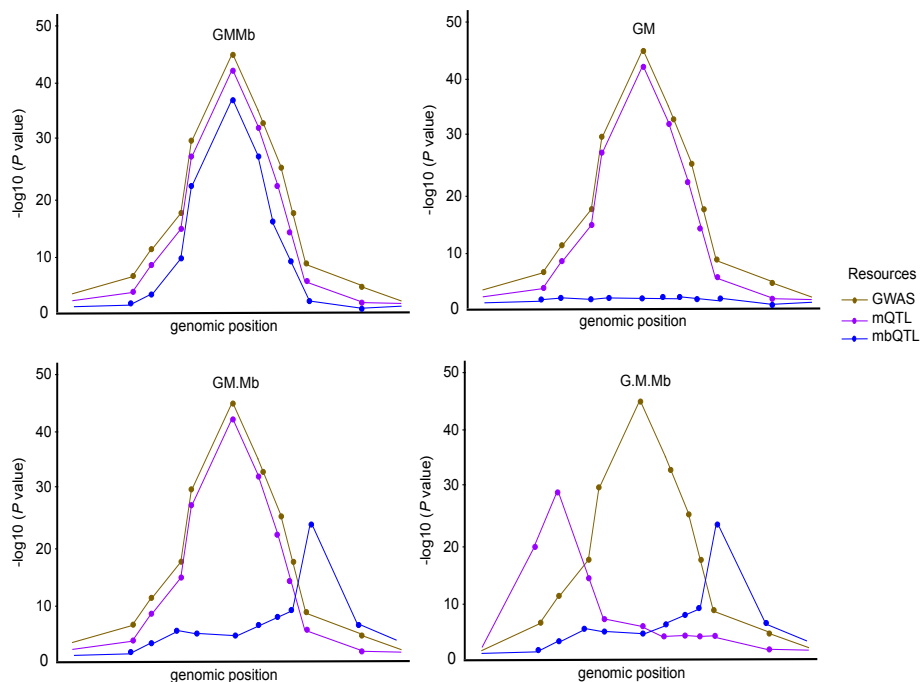 GMMb
50
40
30
20
10
0
-log10 (P value)
genomic position
GM
50
40
30
20
10
0
-log10 (P value)
genomic position
Resources
GWAS
mQTL
mbQTL
GM.Mb
50
40
30
20
10
0
-log10 (P value)
genomic position
G.M.Mb
50
40
30
20
10
0
-log10 (P value)
genomic position